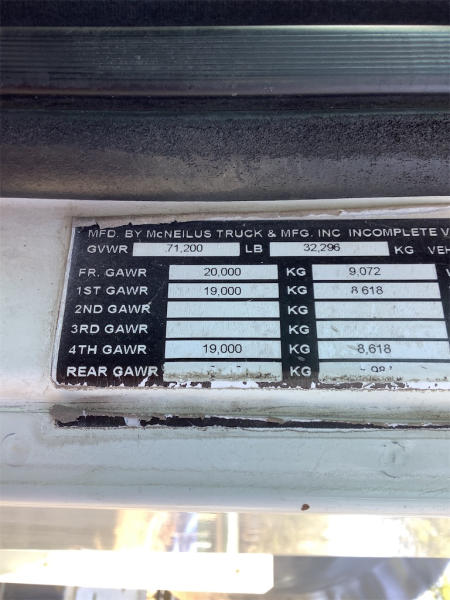 MFD. BY McNEILUS TRUCK & MFG. INC INCOMPLETE V
GVWR 71,200 LB 32,296 KG VEH
FR. GAWR 20,000 KG 9,072
1ST GAWR 19,000 KG 8 618
2ND GAWR KG
3RD GAWR KG
4TH GAWR 19,000 KG 8,618
REAR GAWR KG